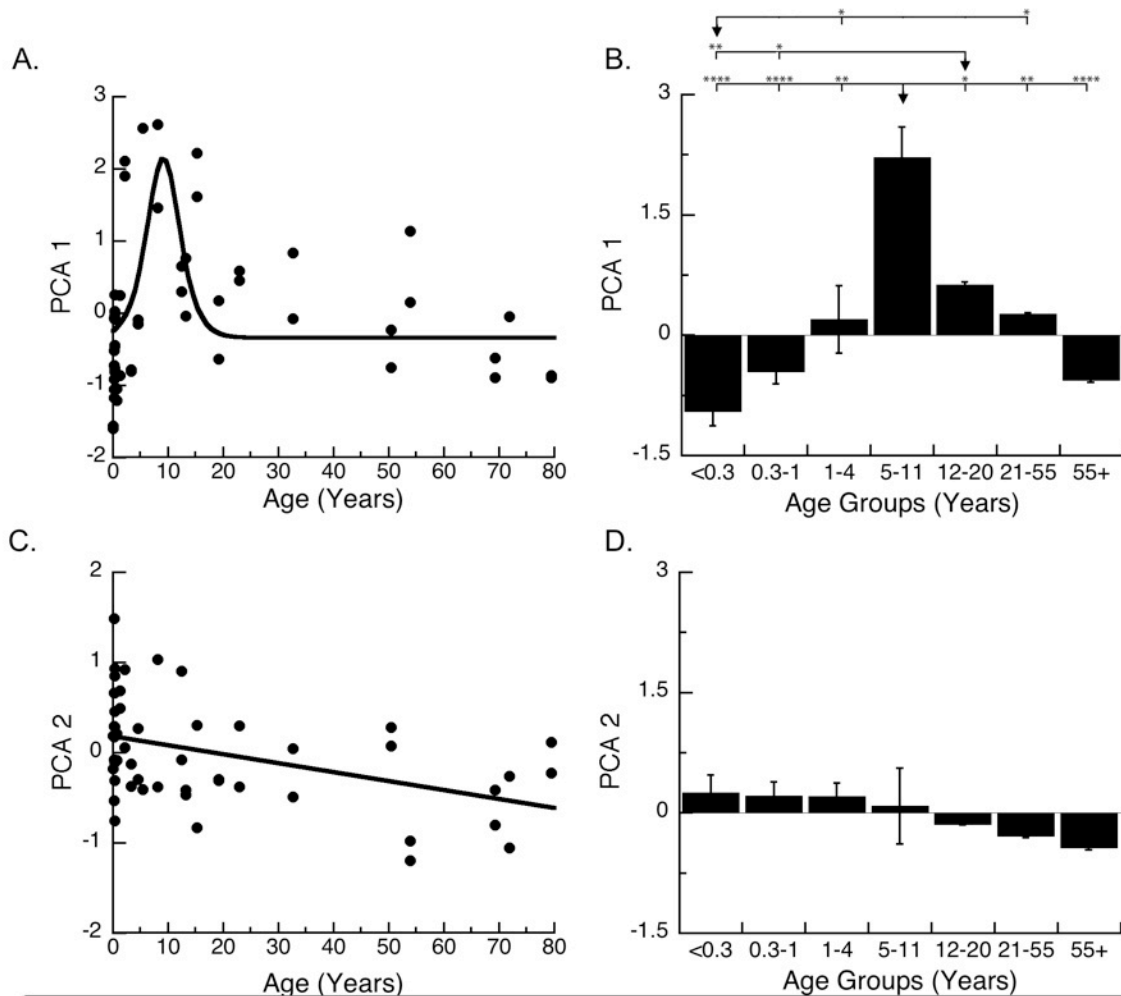 A.
3
2
1
0
-1
-2
PCA 1
0 10 20 30 40 50 60 70 80
Age (Years)
B.
* *
** *
**** **** ** * ** ****
3
1.5
0
-1.5
PCA 1
<0.3 0.3-1 1-4 5-11 12-20 21-55 55+
Age Groups (Years)
C.
2
1
0
-1
-2
PCA 2
0 10 20 30 40 50 60 70 80
Age (Years)
D.
3
1.5
0
-1.5
PCA 2
<0.3 0.3-1 1-4 5-11 12-20 21-55 55+
Age Groups (Years)